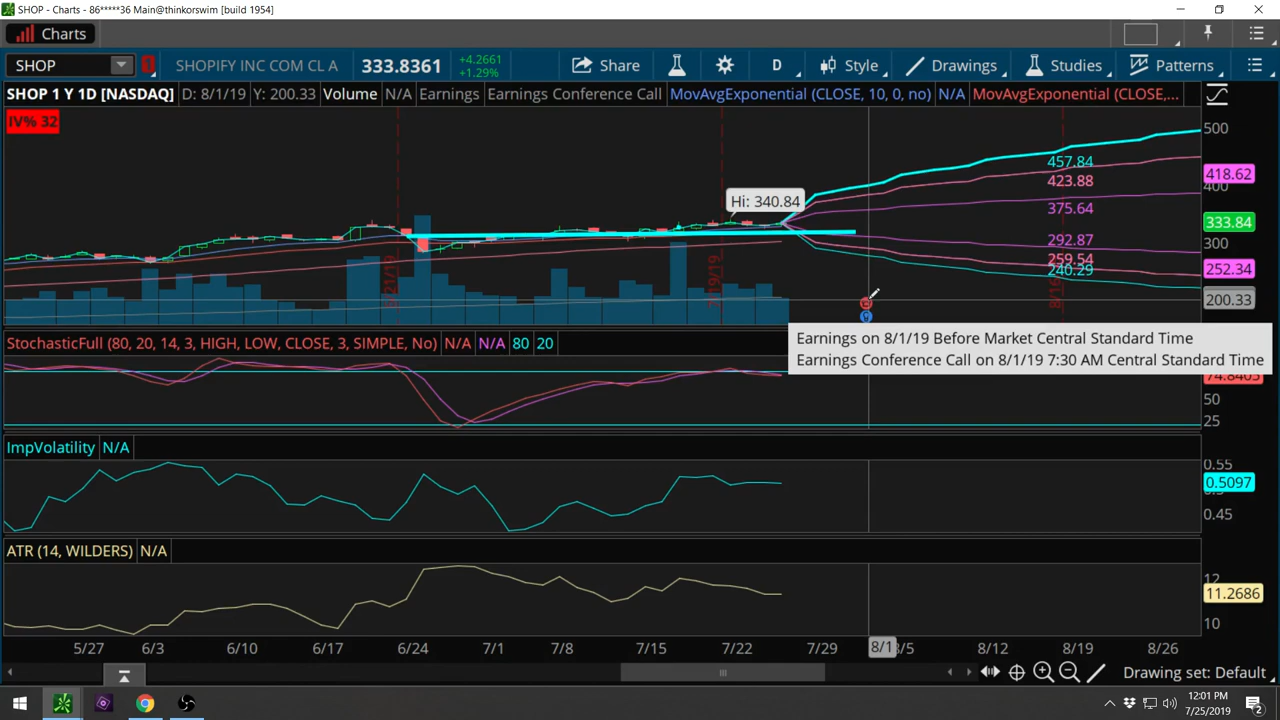 SHOP - Charts - 86*****36 Main@thinkorswim [build 1954]
Charts
SHOP 1 SHOPIFY INC COM CL A 333.8361 +4.2661 +1.29% Share D Style Drawings Studies Patterns
SHOP 1 Y 1D [NASDAQ] D: 8/1/19 Y: 200.33 Volume N/A Earnings Earnings Conference Call MovAvgExponential (CLOSE, 10, 0, no) N/A MovAvgExponential (CLOSE,...
IV% 32
500
457.84
423.88
418.62
400
Hi: 340.84
375.64
333.84
292.87
300
259.54
252.34
240.29
200.33
Earnings on 8/1/19 Before Market Central Standard Time
Earnings Conference Call on 8/1/19 7:30 AM Central Standard Time
StochasticFull (80, 20, 14, 3, HIGH, LOW, CLOSE, 3, SIMPLE, No) N/A N/A 80 20
74.8405
50
25
ImpVolatility N/A
0.55
0.5097
0.45
ATR (14, WILDERS) N/A
12
11.2686
10
5/27 6/3 6/10 6/17 6/24 7/1 7/8 7/15 7/22 7/29 8/1 8/5 8/12 8/19 8/26
Drawing set: Default
12:01 PM
7/25/2019
2